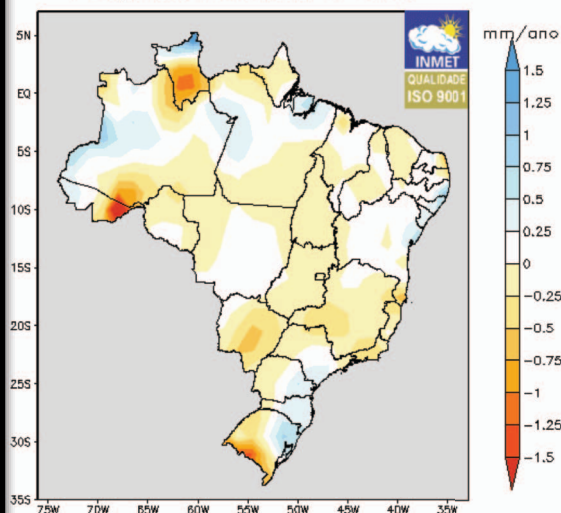 mm/ano
INMET
QUALIDADE
ISO 9001
5N
EQ
5S
10S
15S
20S
25S
30S
35S
75W
70W
65W
60W
55W
50W
45W
40W
35W
1.5
1.25
1
0.75
0.5
0.25
0
-0.25
-0.5
-0.75
-1
-1.25
-1.5